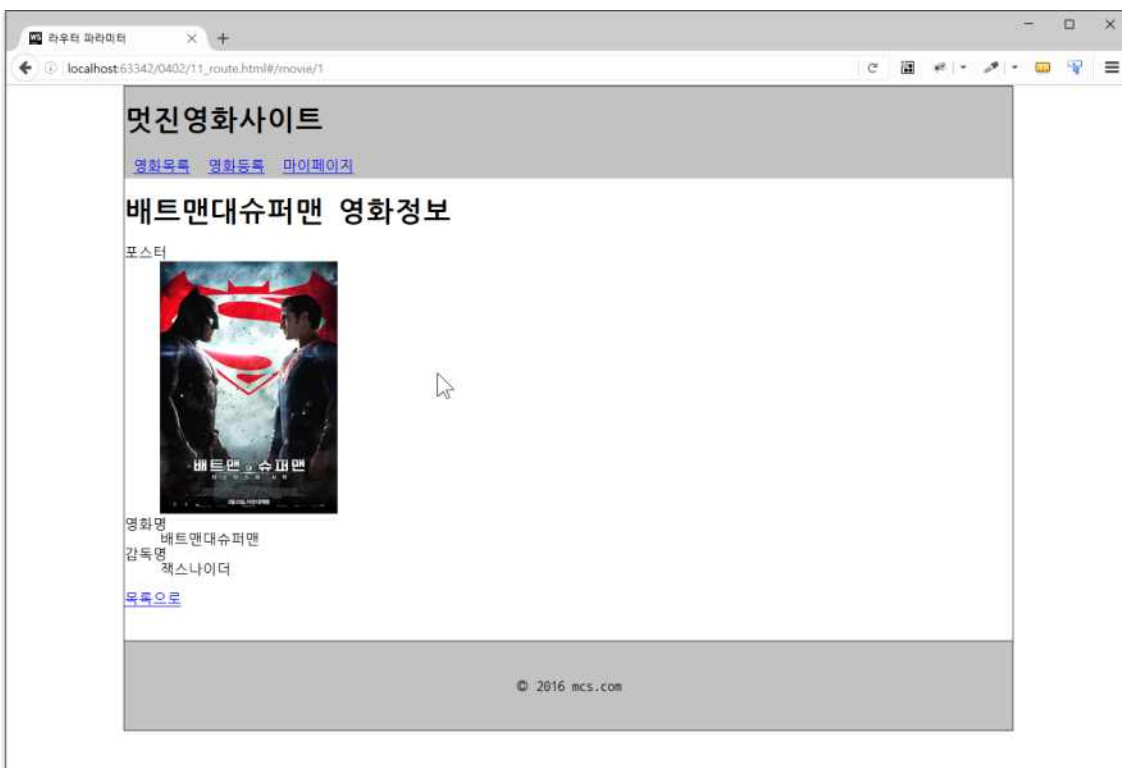 라우터 파라미터
localhost:63342/0402/11_route.html#/movie/1
멋진영화사이트
영화목록 영화등록 마이페이지
배트맨대슈퍼맨 영화정보
포스터
배트맨 대 슈퍼맨
영화명
배트맨대슈퍼맨
감독명
잭스나이더
목록으로
© 2016 mcs.com